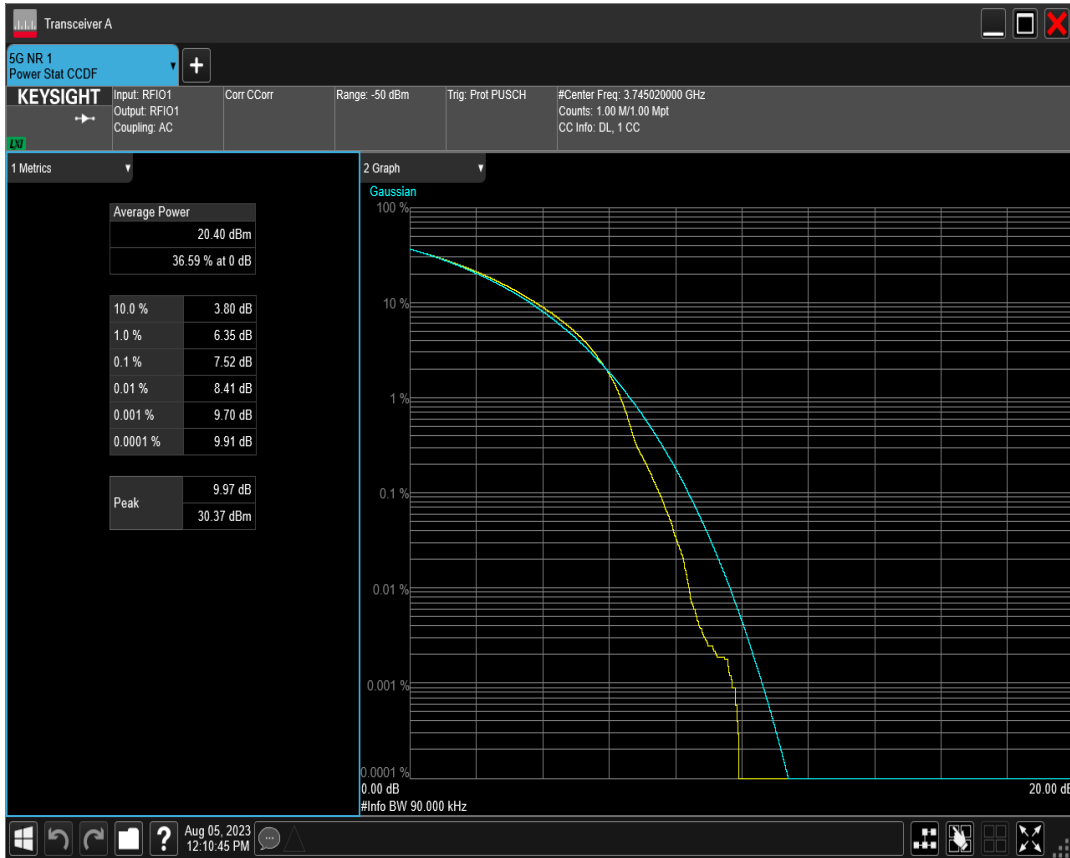 Transceiver A
5G NR 1
Power Stat CCDF
+
KEYSIGHT
LXI
Input: RFIO1
Output: RFIO1
Coupling: AC
Corr CCorr
Range: -50 dBm
Trig: Prot PUSCH
#Center Freq: 3.745020000 GHz
Counts: 1.00 M/1.00 Mpt
CC Info: DL, 1 CC
1 Metrics
Average Power
20.40 dBm
36.59 % at 0 dB
10.0 % 3.80 dB
1.0 % 6.35 dB
0.1 % 7.52 dB
0.01 % 8.41 dB
0.001 % 9.70 dB
0.0001 % 9.91 dB
Peak
9.97 dB
30.37 dBm
2 Graph
Gaussian
100 %
10 %
1 %
0.1 %
0.01 %
0.001 %
0.0001 %
0.00 dB
20.00 dB
#Info BW 90.000 kHz
?
Aug 05, 2023
12:10:45 PM